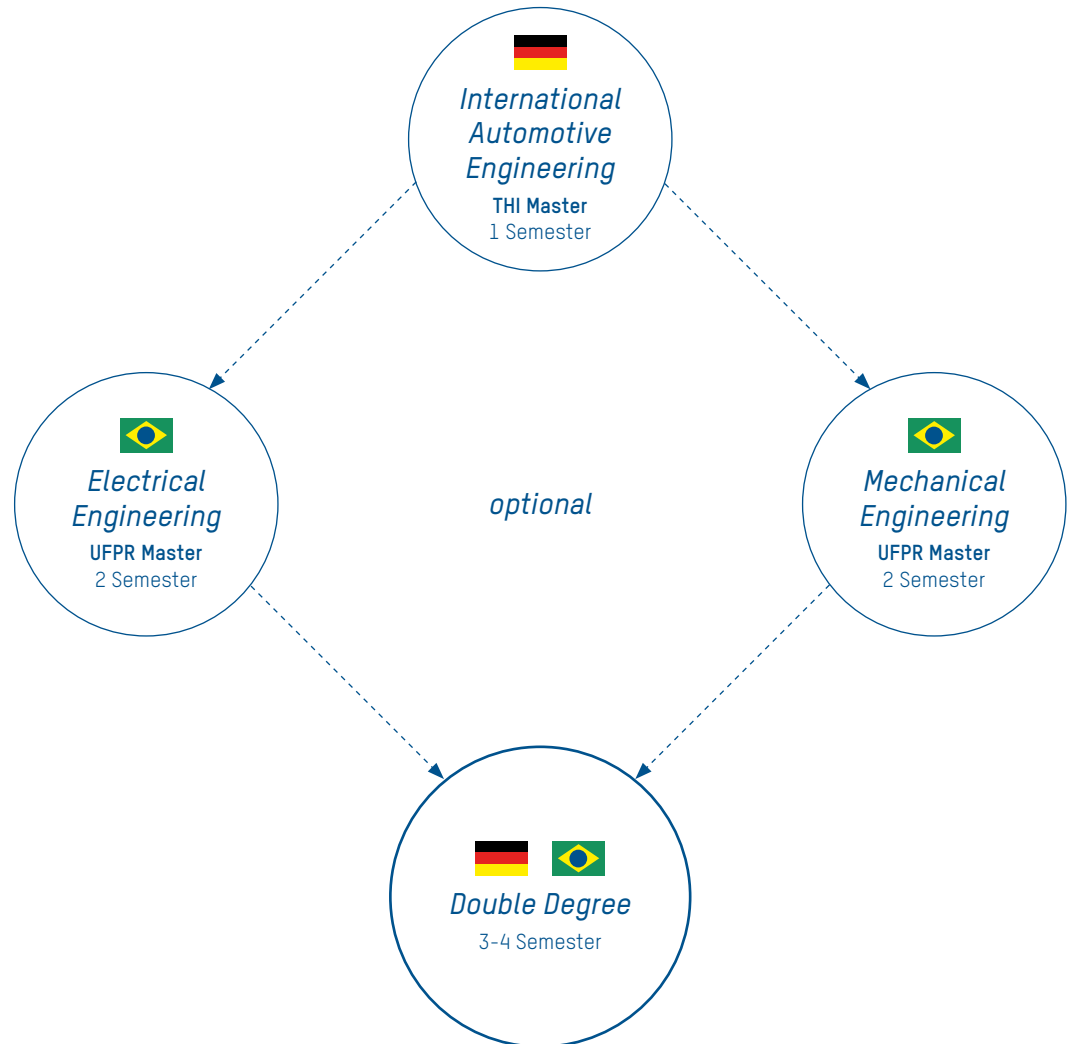 International
Automotive
Engineering
THI Master
1 Semester
Electrical
Engineering
UFPR Master
2 Semester
optional
Mechanical
Engineering
UFPR Master
2 Semester
Double Degree
3-4 Semester